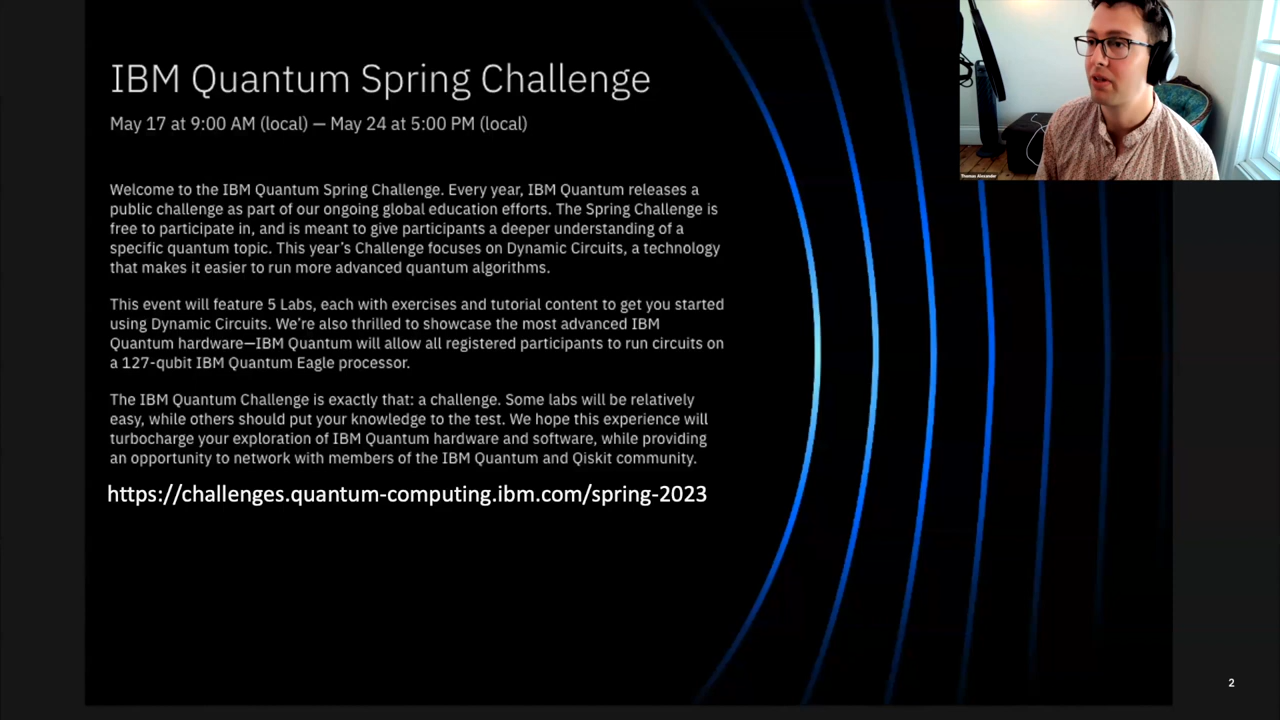 IBM Quantum Spring Challenge
May 17 at 9:00 AM (local) — May 24 at 5:00 PM (local)
Welcome to the IBM Quantum Spring Challenge. Every year, IBM Quantum releases a
public challenge as part of our ongoing global education efforts. The Spring Challenge is
free to participate in, and is meant to give participants a deeper understanding of a
specific quantum topic. This year’s Challenge focuses on Dynamic Circuits, a technology
that makes it easier to run more advanced quantum algorithms.
This event will feature 5 Labs, each with exercises and tutorial content to get you started
using Dynamic Circuits. We’re also thrilled to showcase the most advanced IBM
Quantum hardware—IBM Quantum will allow all registered participants to run circuits on
a 127-qubit IBM Quantum Eagle processor.
The IBM Quantum Challenge is exactly that: a challenge. Some labs will be relatively
easy, while others should put your knowledge to the test. We hope this experience will
turbocharge your exploration of IBM Quantum hardware and software, while providing
an opportunity to network with members of the IBM Quantum and Qiskit community.
https://challenges.quantum-computing.ibm.com/spring-2023
Thomas Alexander
2